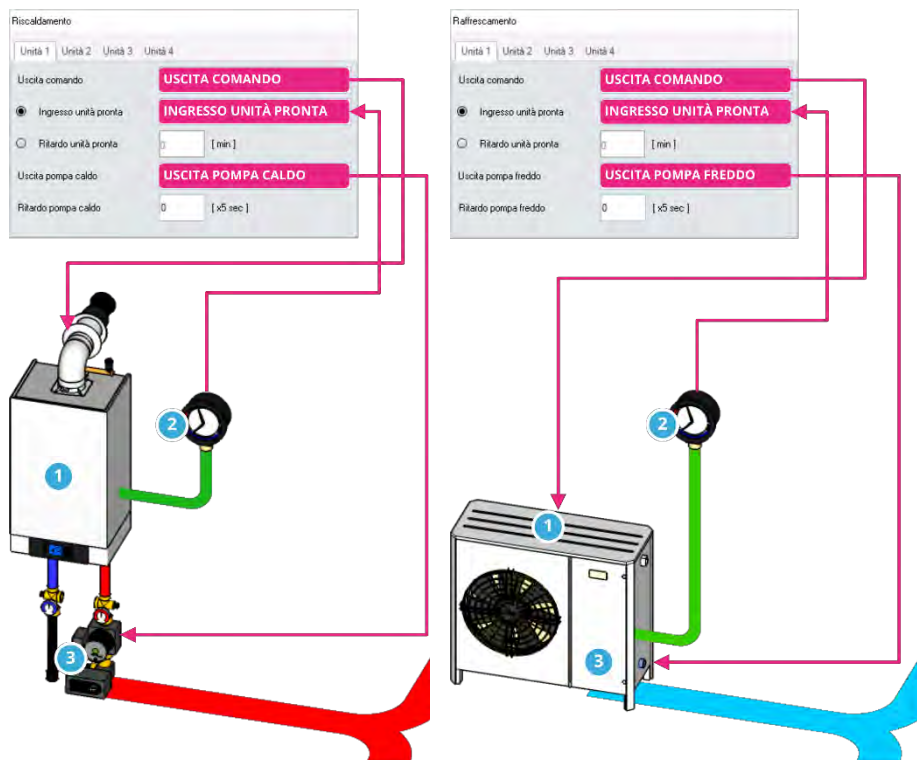 Riscaldamento
Unità 1 Unità 2 Unità 3 Unità 4
Uscita comando USCITA COMANDO
Ingresso unità pronta INGRESSO UNITÀ PRONTA
Ritardo unità pronta 0 [ min ]
Uscita pompa caldo USCITA POMPA CALDO
Ritardo pompa caldo 0 [ x5 sec ]
Raffrescamento
Unità 1 Unità 2 Unità 3 Unità 4
Uscita comando USCITA COMANDO
Ingresso unità pronta INGRESSO UNITÀ PRONTA
Ritardo unità pronta 0 [ min ]
Uscita pompa freddo USCITA POMPA FREDDO
Ritardo pompa freddo 0 [ x5 sec ]
2
1
3
2
1
3